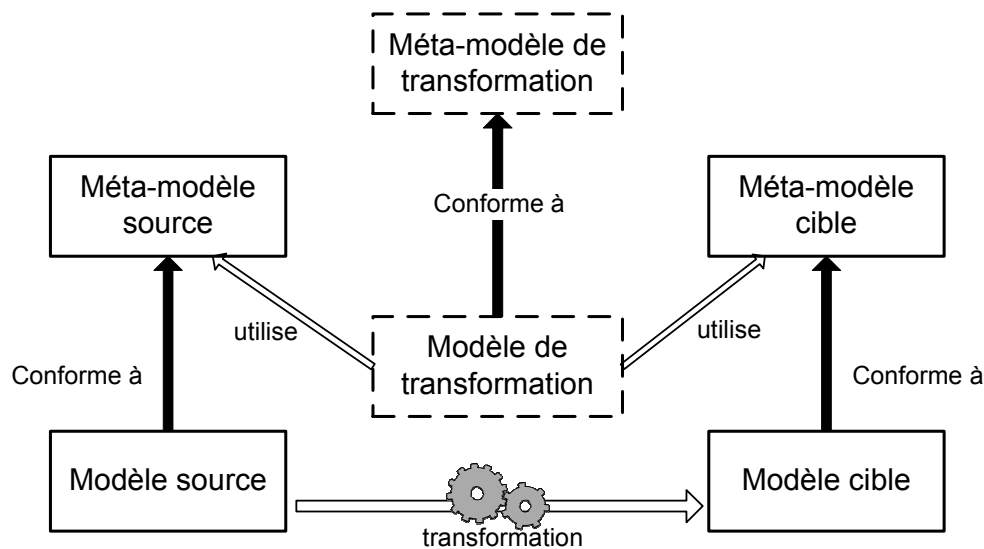 Méta-modèle de
transformation
Méta-modèle
source
Conforme à
Méta-modèle
cible
utilise
Modèle de
transformation
utilise
Conforme à
Conforme à
Modèle source
Modèle cible
transformation